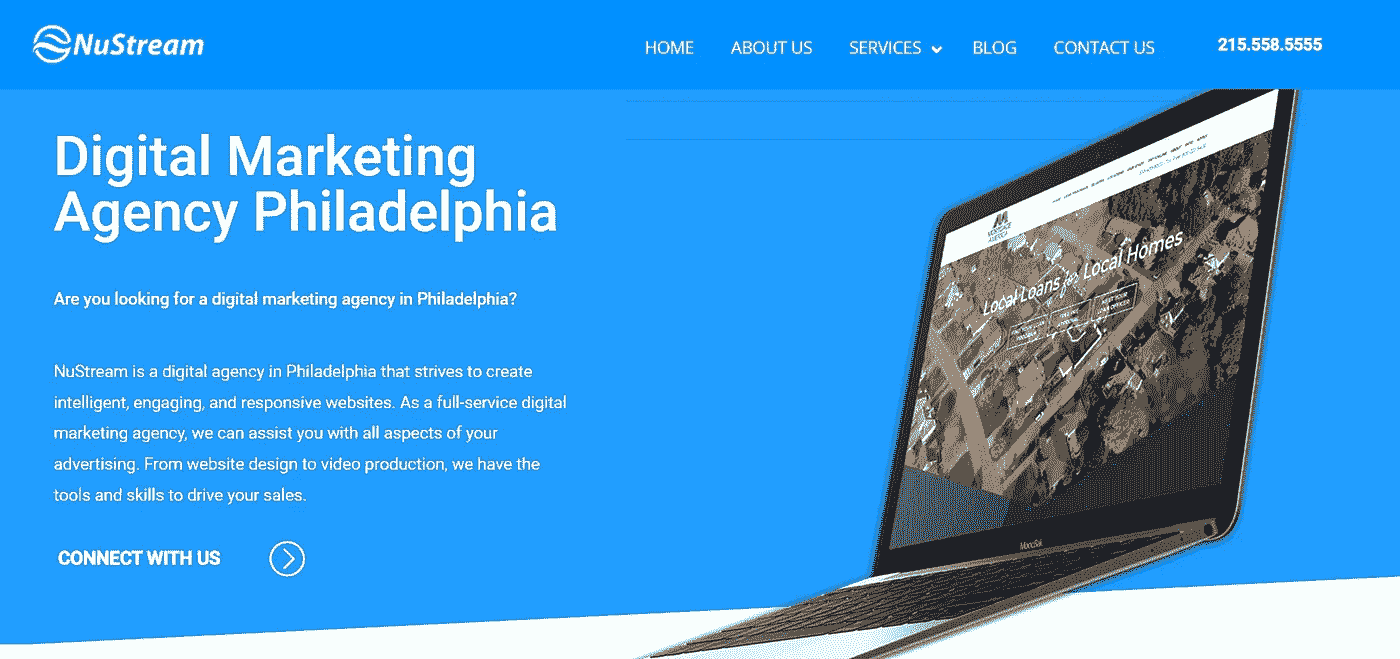 NuStream
HOME ABOUT US SERVICES BLOG CONTACT US 215.558.5555
Digital Marketing
Agency Philadelphia
Are you looking for a digital marketing agency in Philadelphia?
NuStream is a digital agency in Philadelphia that strives to create
intelligent, engaging, and responsive websites. As a full-service digital
marketing agency, we can assist you with all aspects of your
advertising. From website design to video production, we have the
tools and skills to drive your sales.
CONNECT WITH US
MORTGAGE
AMERICA
Local Loans for Local Homes